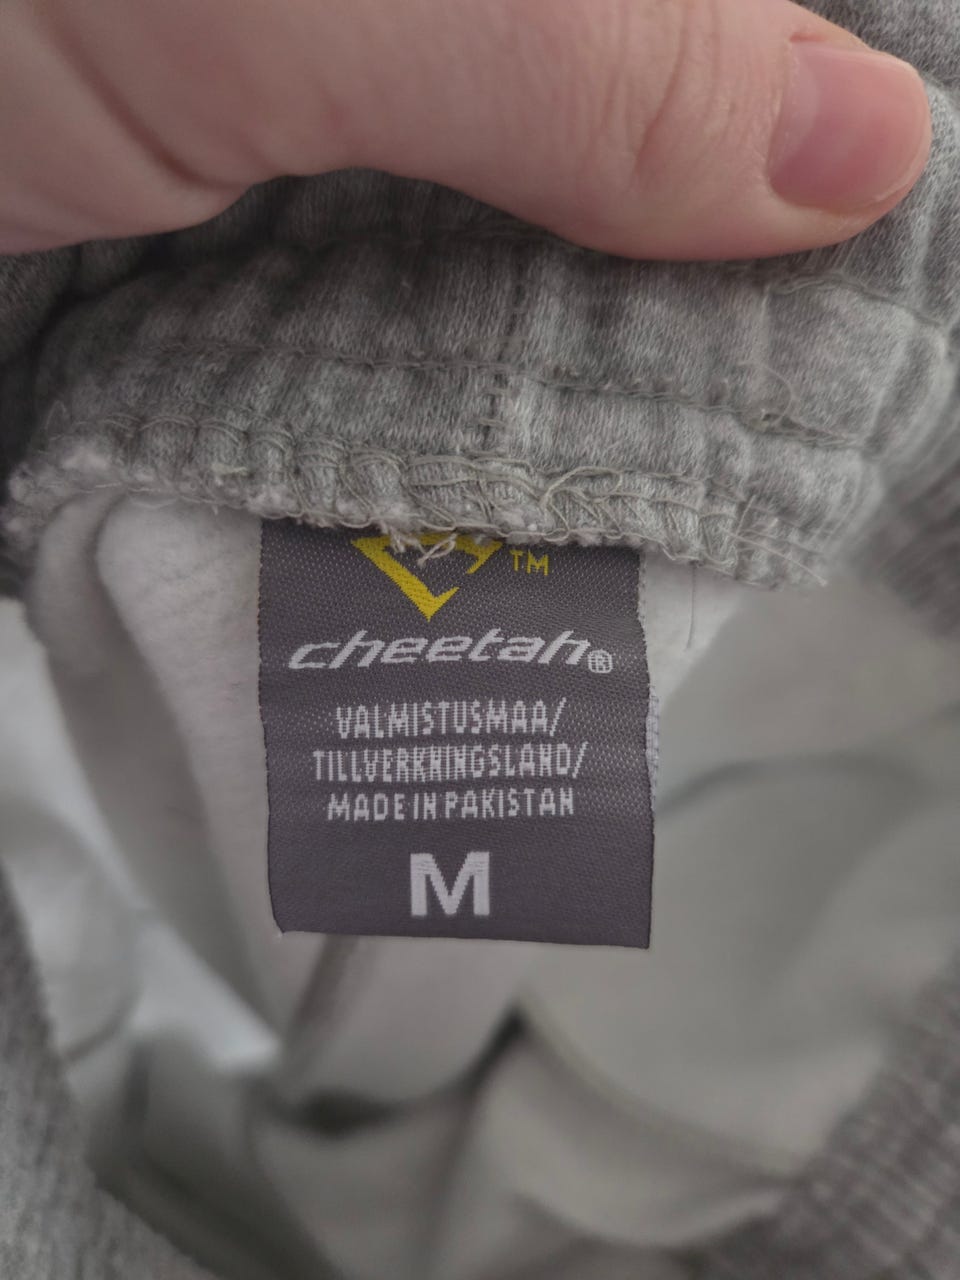 TM
cheetah®
VALMISTUSMAA/
TILLVERKNINGSLAND/
MADE IN PAKISTAN
M